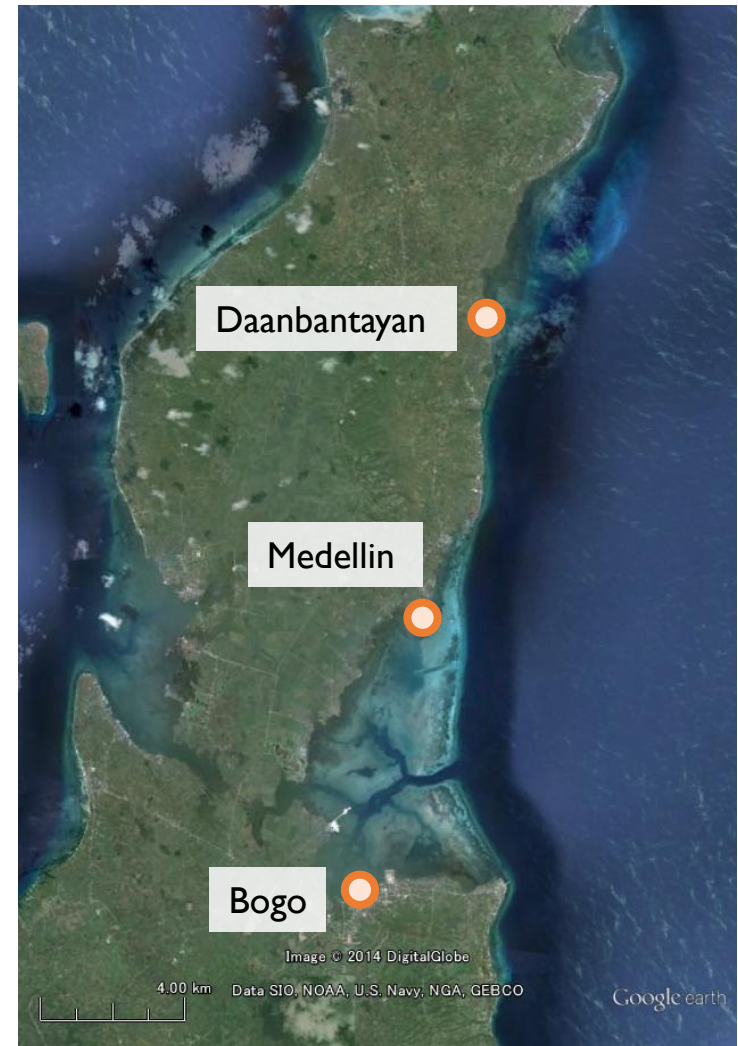 Daanbantayan
Medellin
Bogo
Image © 2014 DigitalGlobe
4.00 km
Data SIO, NOAA, U.S. Navy, NGA, GEBCO
Google earth